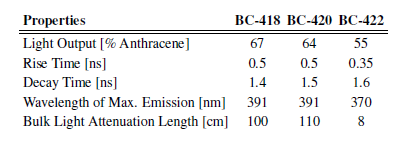 Properties BC-418 BC-420 BC-422
Light Output [% Anthracene] 67 64 55
Rise Time [ns] 0.5 0.5 0.35
Decay Time [ns] 1.4 1.5 1.6
Wavelength of Max. Emission [nm] 391 391 370
Bulk Light Attenuation Length [cm] 100 110 8